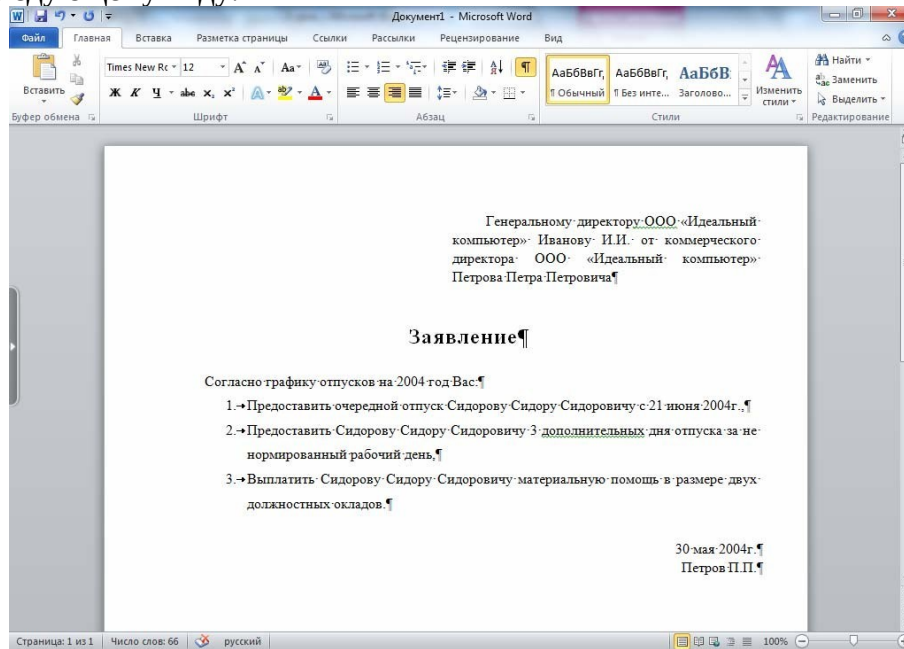 Документ1 - Microsoft Word
Файл Главная Вставка Разметка страницы Ссылки Рассылки Рецензирование Вид
Вставить
Times New Rc 12
Ж К Ч abc x₂ x²
АаБбВвГг, АаБбВвГг, АаБбВ
¶ Обычный ¶ Без инте... Заголово...
Изменить стили
Найти
Заменить
Выделить
Буфер обмена Шрифт Абзац Стили Редактирование
Генеральному директору ООО «Идеальный
компьютер» Иванову И.И. от коммерческого
директора ООО «Идеальный компьютер»
Петрова Петра Петровича¶
Заявление¶
Согласно графику отпусков на 2004 год Вас:¶
1.→Предоставить очередной отпуск Сидорову Сидору Сидоровичу с 21 июня 2004г.,¶
2.→Предоставить Сидорову Сидору Сидоровичу 3 дополнительных дня отпуска за не-
нормированный рабочий день,¶
3.→Выплатить Сидорову Сидору Сидоровичу материальную помощь в размере двух
должностных окладов.¶
30 мая 2004г.¶
Петров П.П.¶
Страница: 1 из 1 Число слов: 66 русский 100%